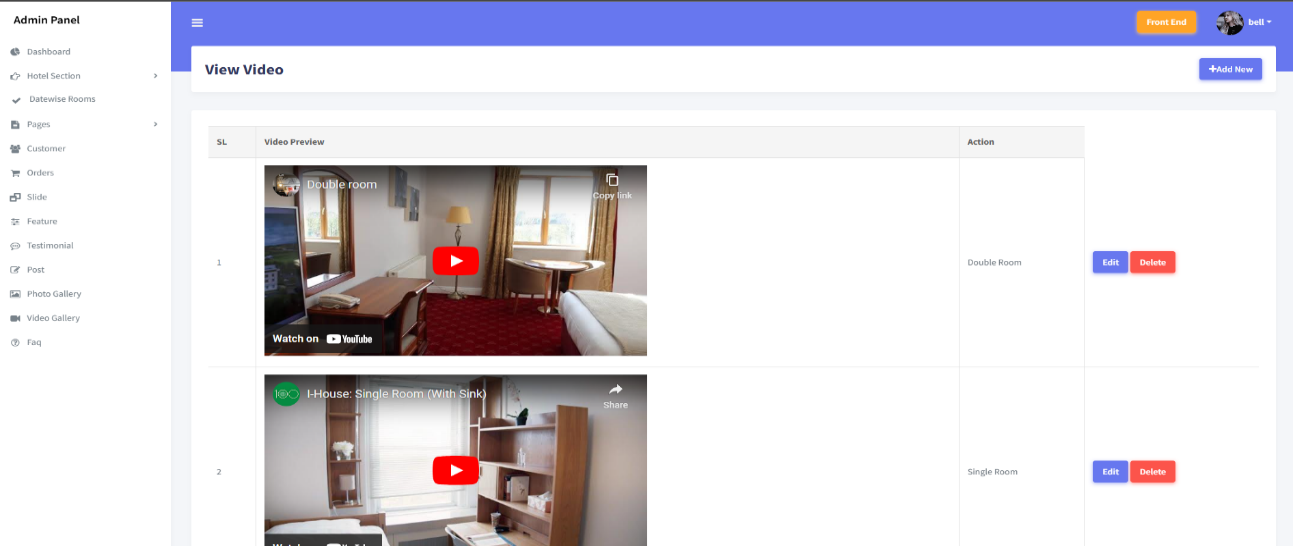 Admin Panel
Front End
bell
Dashboard
View Video
+Add New
Hotel Section
Datewise Rooms
Pages
SL Video Preview Action
Customer
Orders
Slide
Feature
Testimonial
Post
Photo Gallery
Video Gallery
Faq
Double room
Copy link
1
Double Room
Edit Delete
Watch on YouTube
I-House: Single Room (With Sink)
Share
2
Single Room
Edit Delete